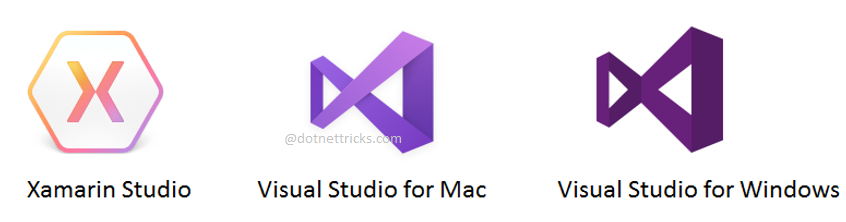 @dotnettricks.com
Xamarin Studio
Visual Studio for Mac
Visual Studio for Windows